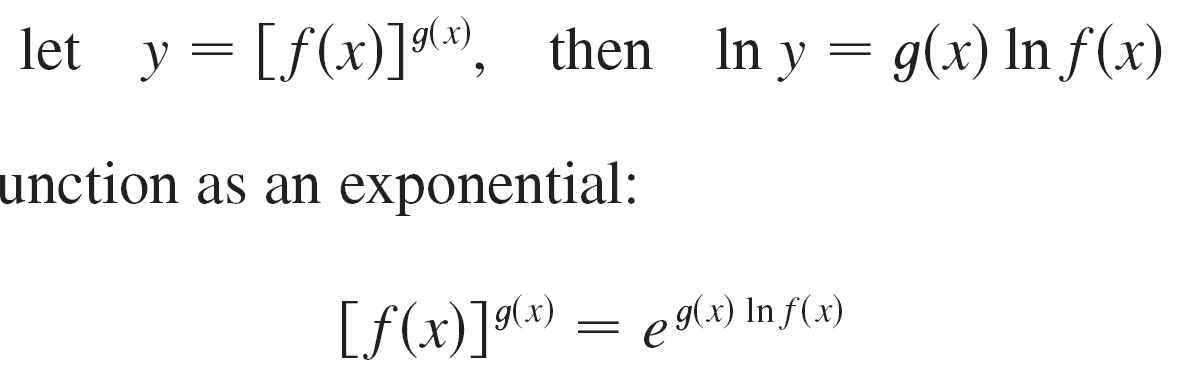 let y = [f(x)]^{g(x)}, then ln y = g(x) ln f(x)
unction as an exponential:
[f(x)]^{g(x)} = e^{g(x) ln f(x)}